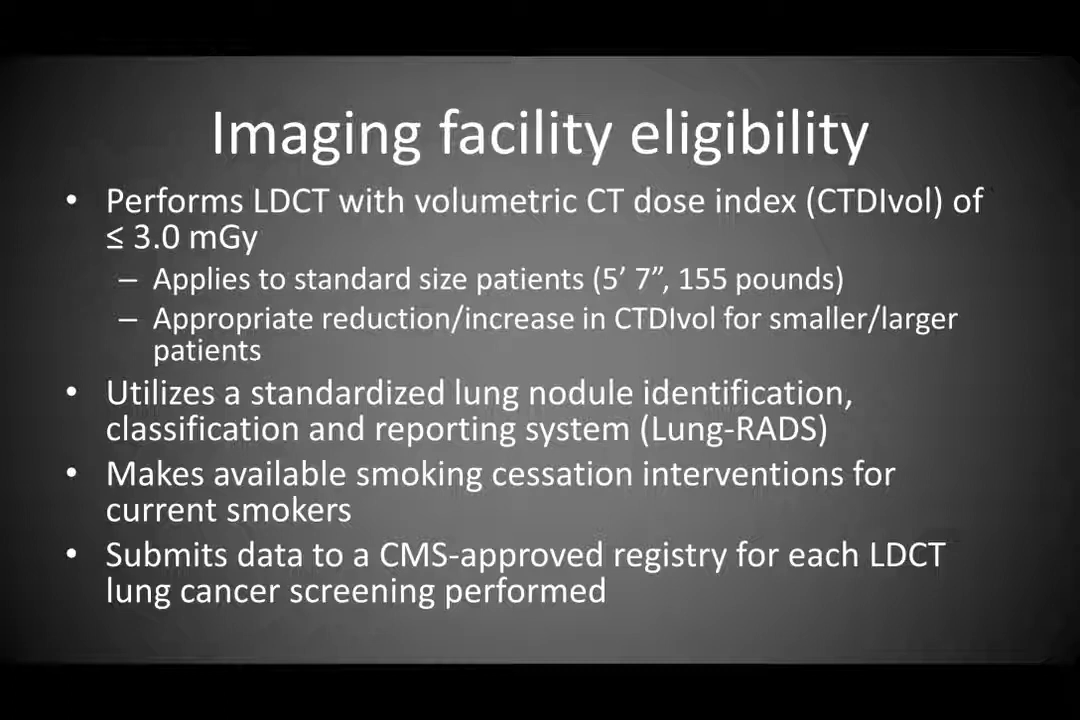 Imaging facility eligibility
• Performs LDCT with volumetric CT dose index (CTDIvol) of
≤ 3.0 mGy
– Applies to standard size patients (5’ 7”, 155 pounds)
– Appropriate reduction/increase in CTDIvol for smaller/larger
patients
• Utilizes a standardized lung nodule identification,
classification and reporting system (Lung-RADS)
• Makes available smoking cessation interventions for
current smokers
• Submits data to a CMS-approved registry for each LDCT
lung cancer screening performed